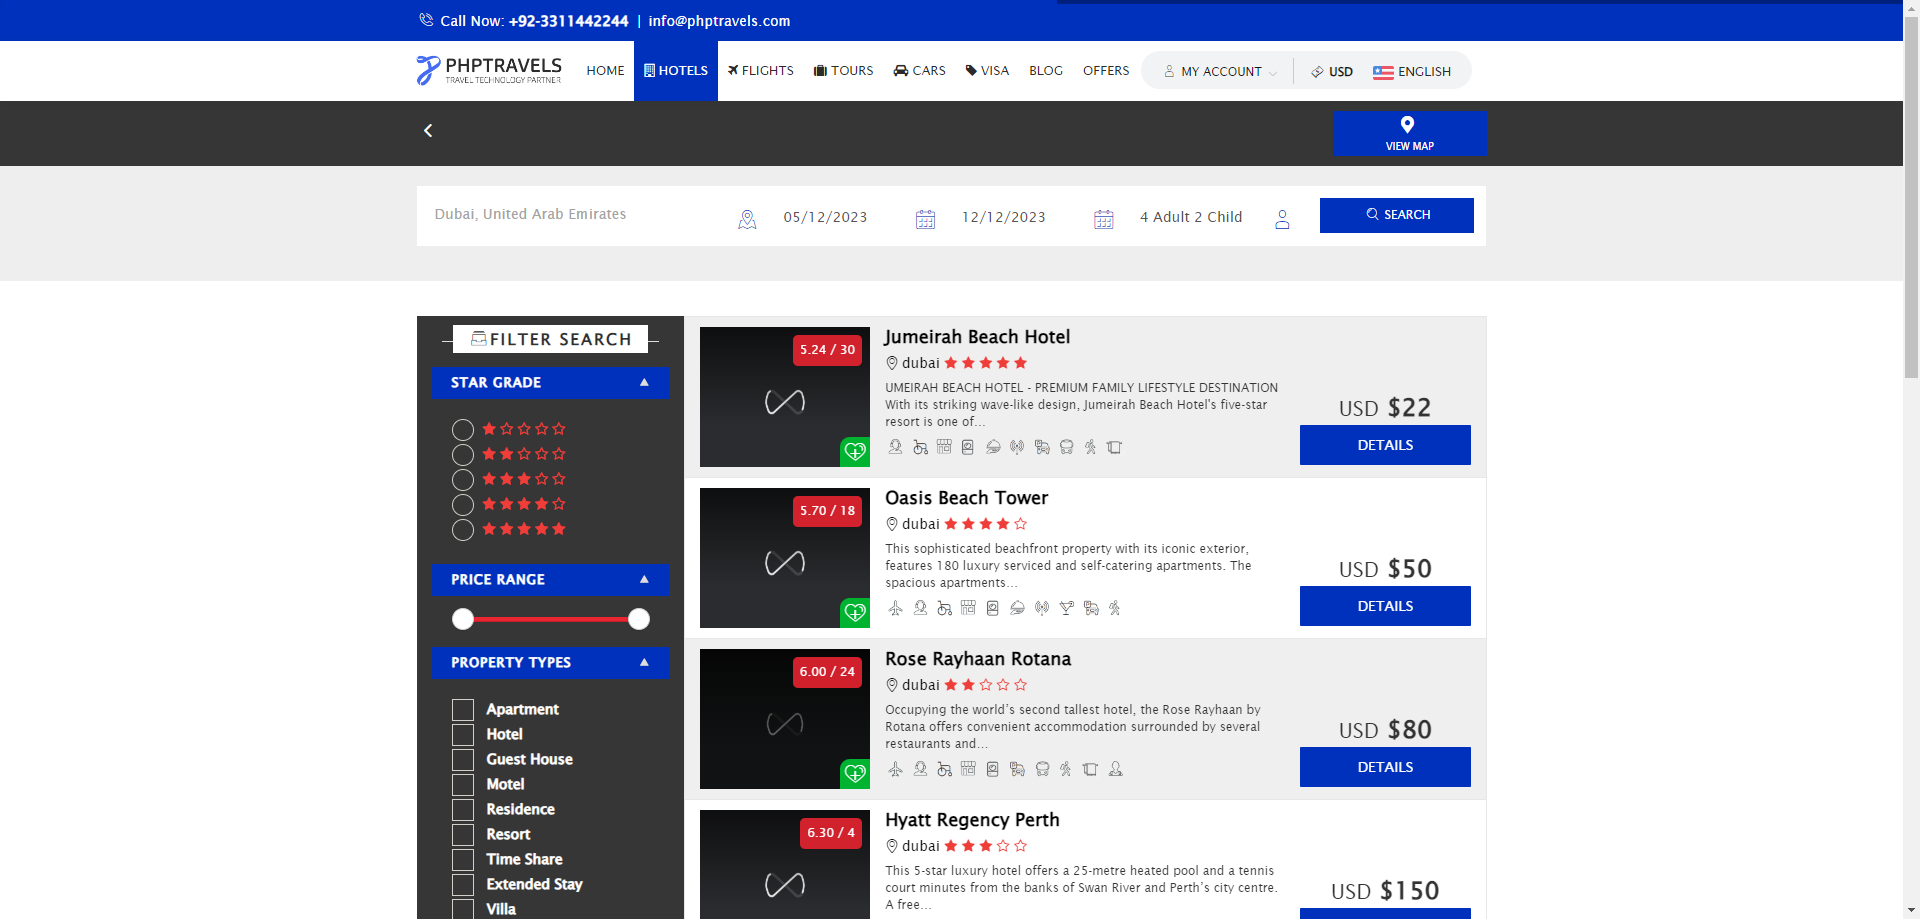 Call Now: +92-3311442244 | info@phptravels.com
PHPTRAVELS
TRAVEL TECHNOLOGY PARTNER
HOME HOTELS FLIGHTS TOURS CARS VISA BLOG OFFERS MY ACCOUNT USD ENGLISH
VIEW MAP
Dubai, United Arab Emirates 05/12/2023 12/12/2023 4 Adult 2 Child SEARCH
FILTER SEARCH
STAR GRADE
PRICE RANGE
PROPERTY TYPES
Apartment
Hotel
Guest House
Motel
Residence
Resort
Time Share
Extended Stay
Villa
5.24 / 30
Jumeirah Beach Hotel
dubai
UMEIRAH BEACH HOTEL - PREMIUM FAMILY LIFESTYLE DESTINATION
With its striking wave-like design, Jumeirah Beach Hotel's five-star
resort is one of...
USD $22
DETAILS
5.70 / 18
Oasis Beach Tower
dubai
This sophisticated beachfront property with its iconic exterior,
features 180 luxury serviced and self-catering apartments. The
spacious apartments...
USD $50
DETAILS
6.00 / 24
Rose Rayhaan Rotana
dubai
Occupying the world’s second tallest hotel, the Rose Rayhaan by
Rotana offers convenient accommodation surrounded by several
restaurants and...
USD $80
DETAILS
6.30 / 4
Hyatt Regency Perth
dubai
This 5-star luxury hotel offers a 25-metre heated pool and a tennis
court minutes from the banks of Swan River and Perth’s city centre.
A free...
USD $150